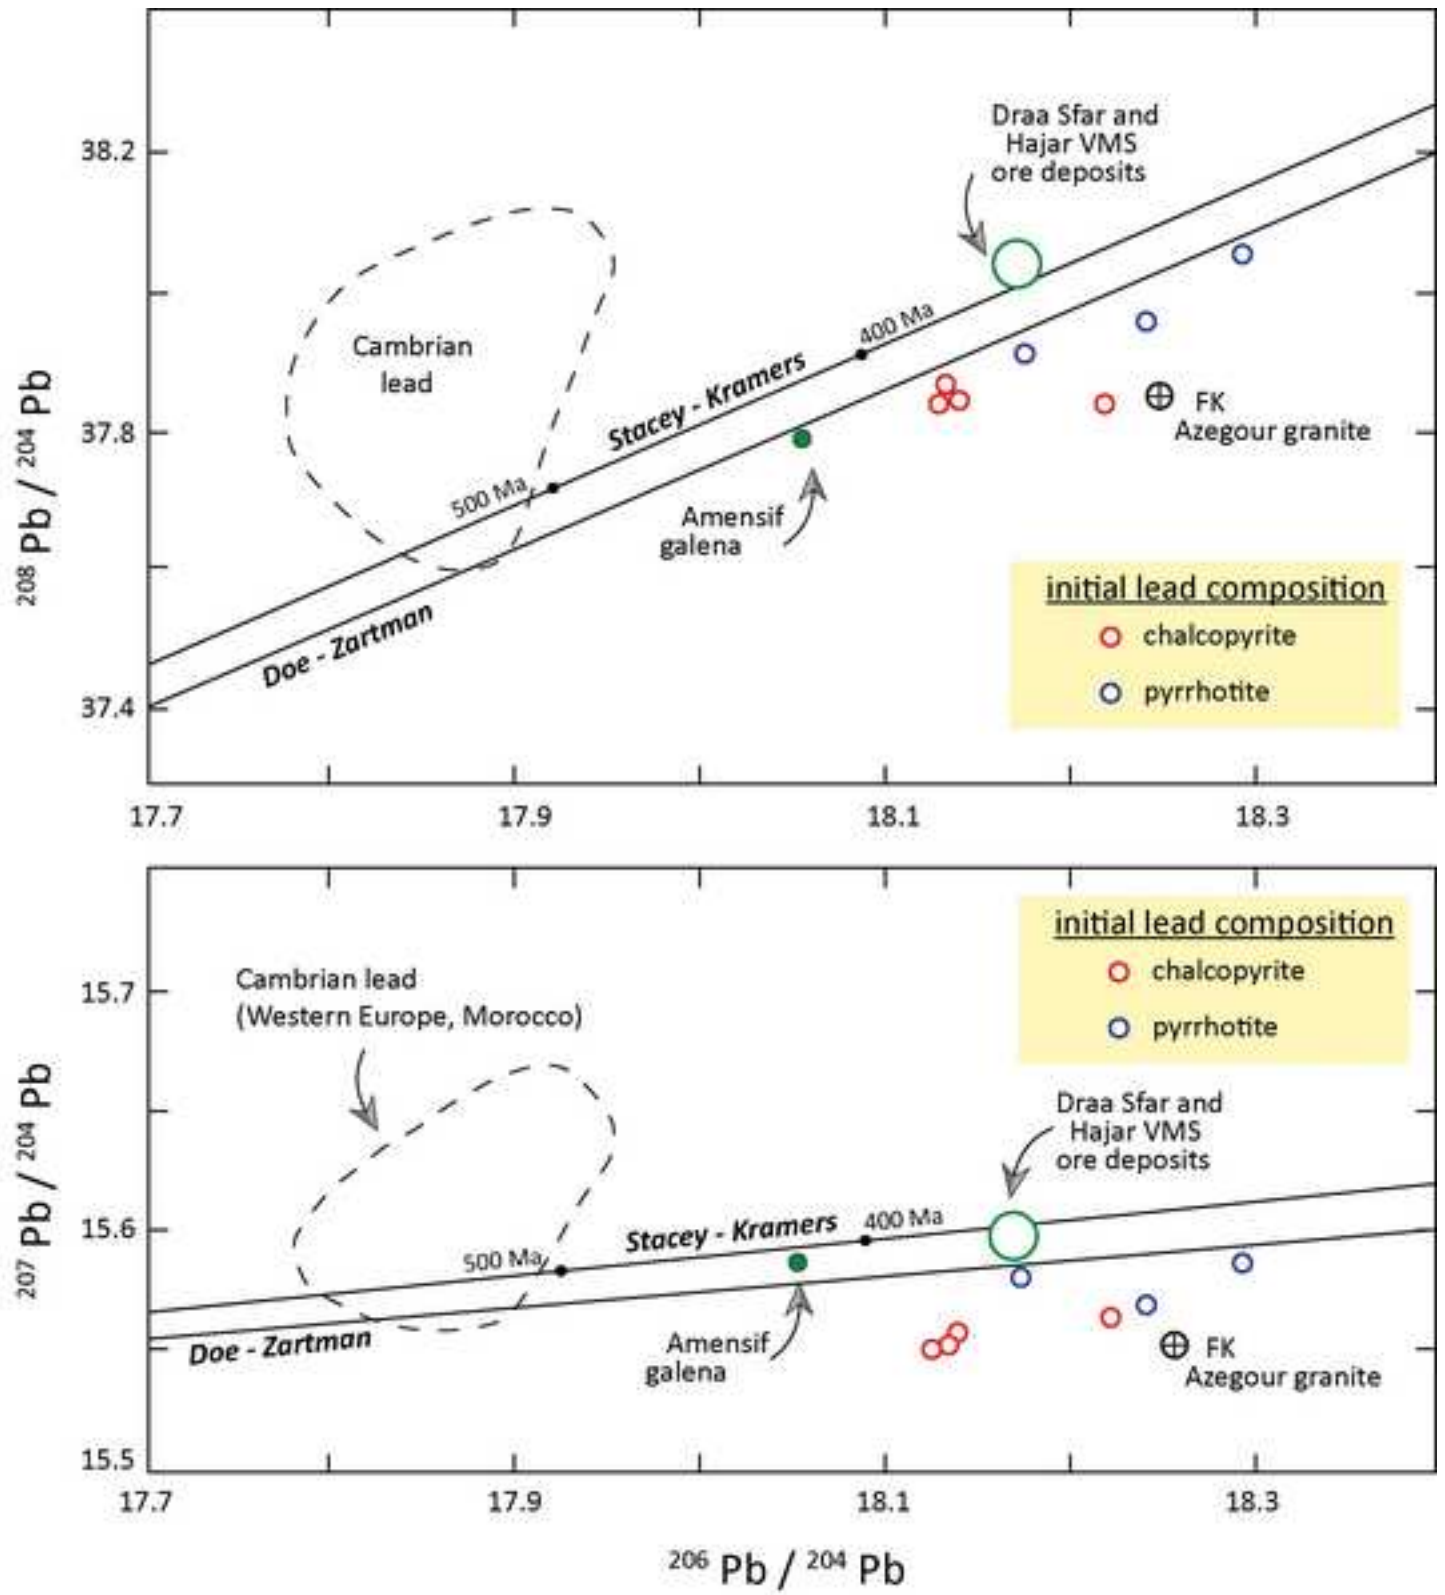 Draa Sfar and
Hajar VMS
ore deposits
38.2
400 Ma
Cambrian
lead
Stacey - Kramers
208 Pb / 204 Pb
FK
Azegour granite
37.8
500 Ma
Amensif
galena
initial lead composition
chalcopyrite
pyrrhotite
Doe - Zartman
37.4
17.7 17.9 18.1 18.3
initial lead composition
chalcopyrite
pyrrhotite
Cambrian lead
(Western Europe, Morocco)
15.7
207 Pb / 204 Pb
Draa Sfar and
Hajar VMS
ore deposits
15.6
Stacey - Kramers
400 Ma
500 Ma
Doe - Zartman
Amensif
galena
FK
Azegour granite
15.5
17.7 17.9 18.1 18.3
206 Pb / 204 Pb